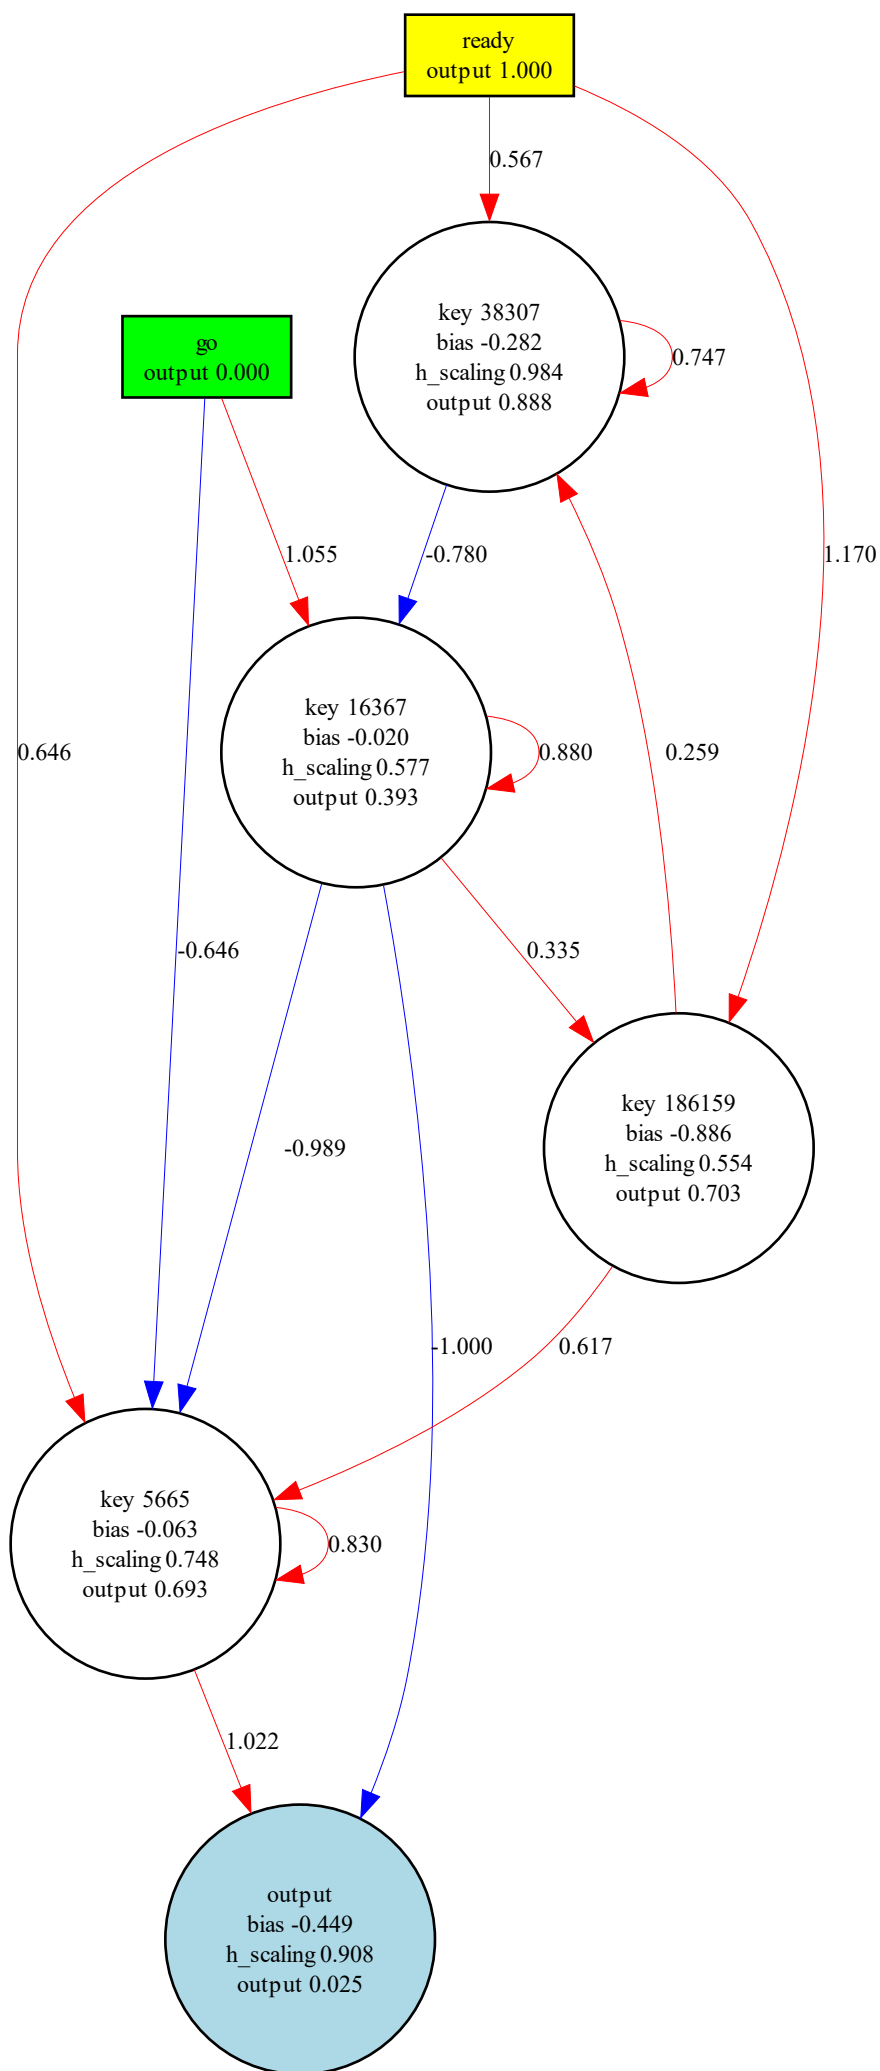 ready
output 1.000
0.567
key 38307
bias -0.282
h_scaling 0.984
output 0.888
0.747
go
output 0.000
1.055
-0.780
1.170
key 16367
bias -0.020
h_scaling 0.577
output 0.393
0.646
0.880
0.259
-0.646
0.335
key 186159
bias -0.886
h_scaling 0.554
output 0.703
-0.989
-1.000
0.617
key 5665
bias -0.063
h_scaling 0.748
output 0.693
0.830
1.022
output
bias -0.449
h_scaling 0.908
output 0.025